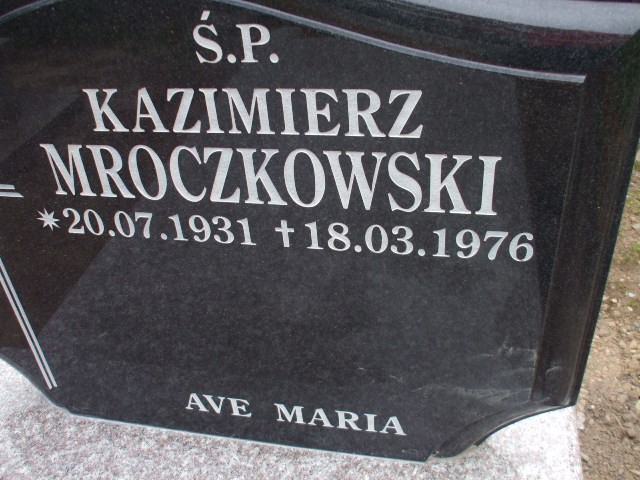 Ś.P.
KAZIMIERZ
MROCZKOWSKI
✷20.07.1931 †18.03.1976
AVE MARIA